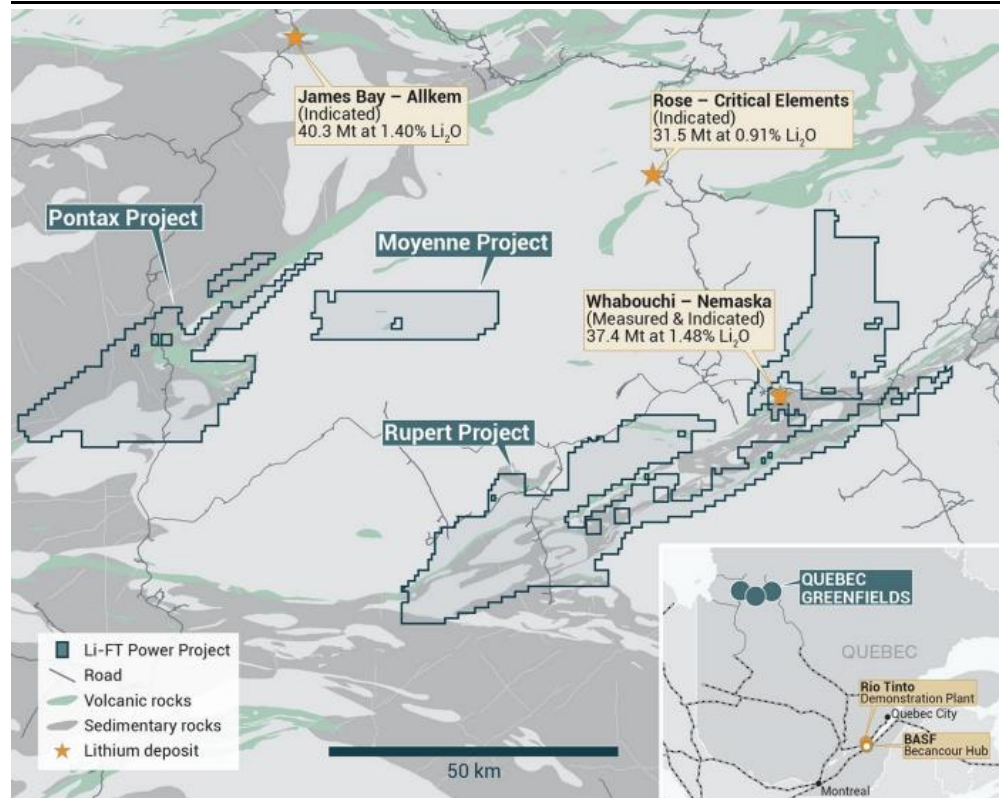 James Bay – Allkem
(Indicated)
40.3 Mt at 1.40% Li₂O
Rose – Critical Elements
(Indicated)
31.5 Mt at 0.91% Li₂O
Pontax Project
Moyenne Project
Whabouchi – Nemaska
(Measured & Indicated)
37.4 Mt at 1.48% Li₂O
Rupert Project
Li-FT Power Project
Road
Volcanic rocks
Sedimentary rocks
Lithium deposit
50 km
QUEBEC
GREENFIELDS
QUEBEC
Rio Tinto
Demonstration Plant
Quebec City
BASF
Becancour Hub
Montreal